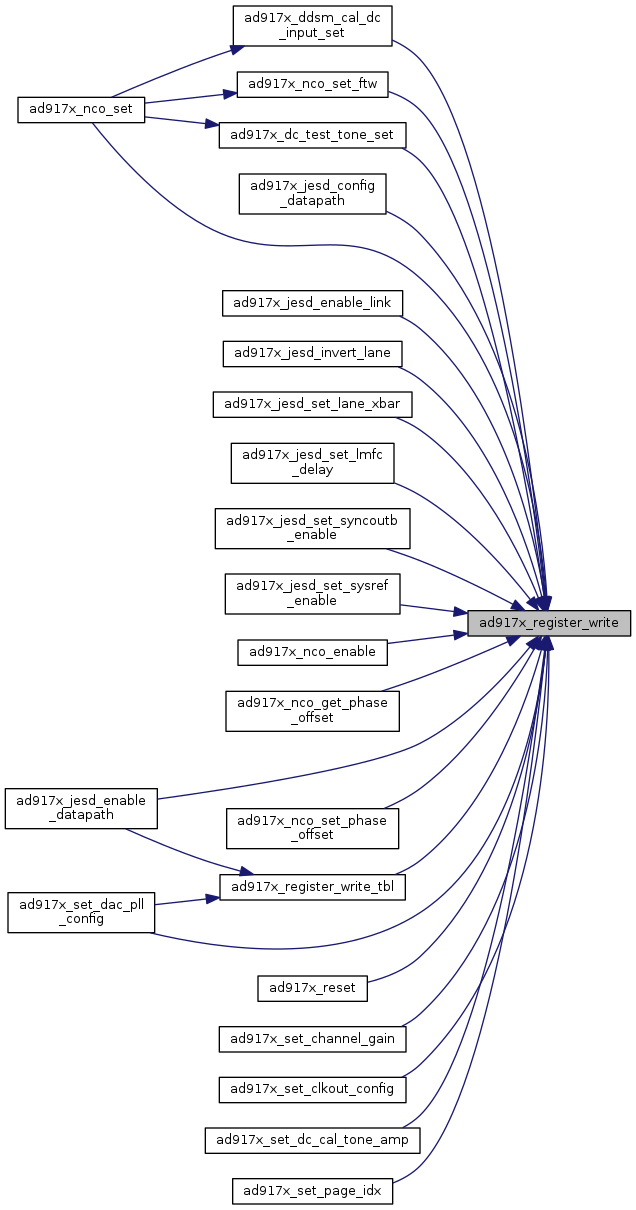 ad917x_ddsm_cal_dc
_input_set
ad917x_nco_set_ftw
ad917x_nco_set
ad917x_dc_test_tone_set
ad917x_jesd_config
_datapath
ad917x_jesd_enable_link
ad917x_jesd_invert_lane
ad917x_jesd_set_lane_xbar
ad917x_jesd_set_lmfc
_delay
ad917x_jesd_set_syncoutb
_enable
ad917x_jesd_set_sysref
_enable
ad917x_register_write
ad917x_nco_enable
ad917x_nco_get_phase
_offset
ad917x_jesd_enable
_datapath
ad917x_nco_set_phase
_offset
ad917x_register_write_tbl
ad917x_set_dac_pll
_config
ad917x_reset
ad917x_set_channel_gain
ad917x_set_clkout_config
ad917x_set_dc_cal_tone_amp
ad917x_set_page_idx